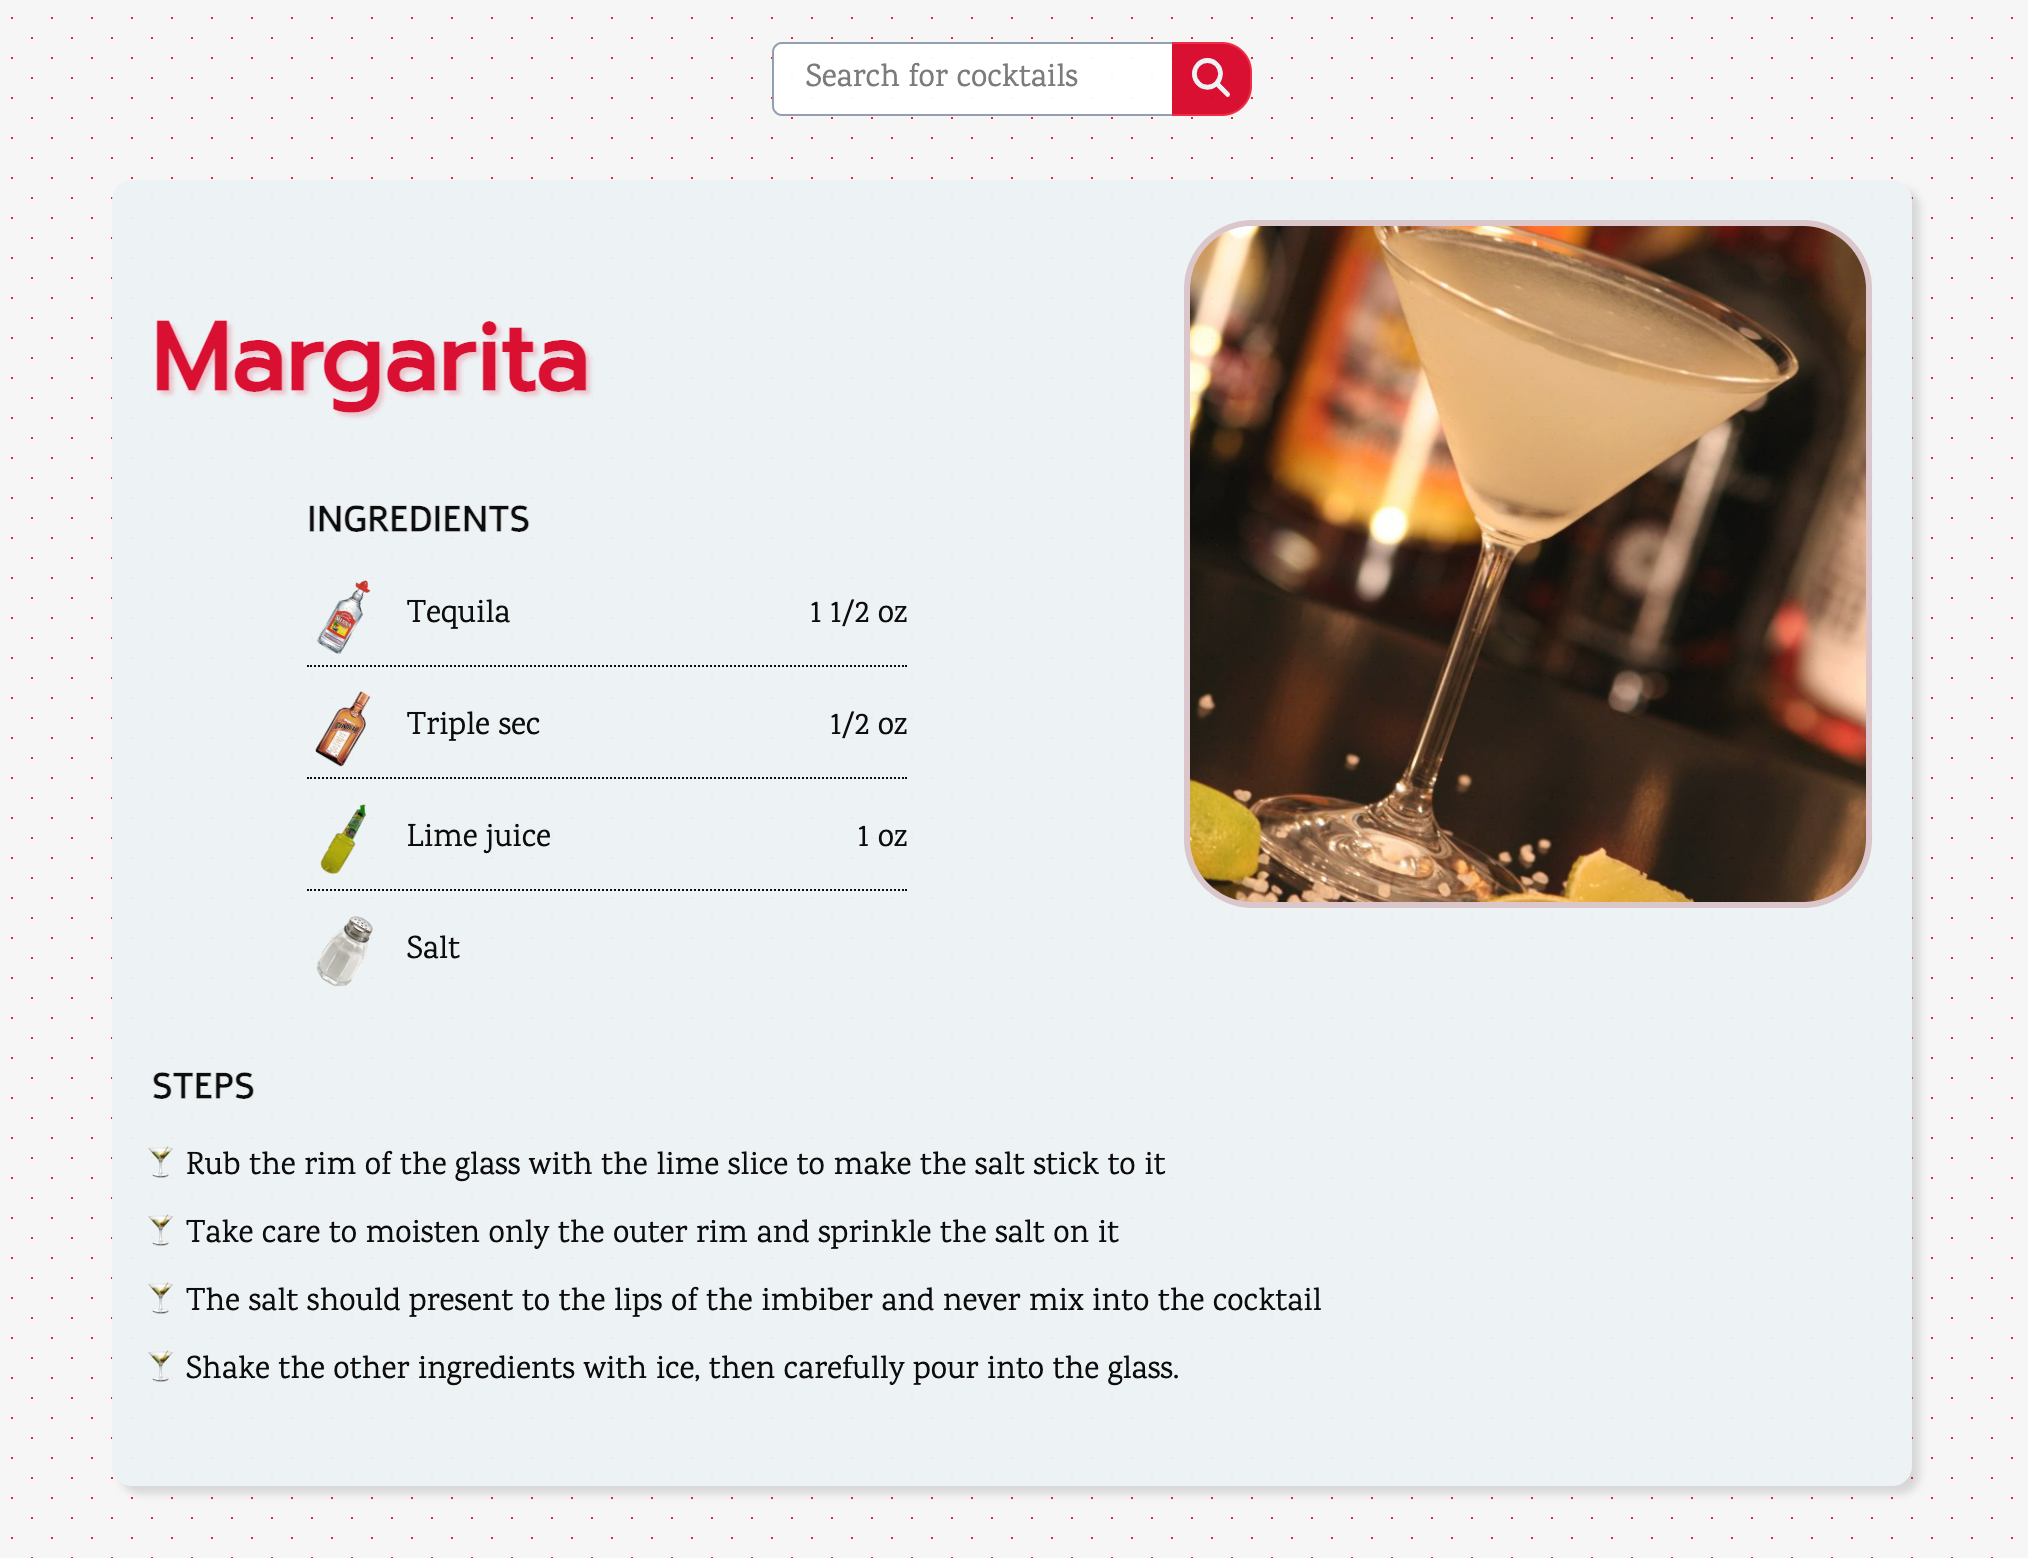 Search for cocktails
Margarita
INGREDIENTS
Tequila 1 1/2 oz
Triple sec 1/2 oz
Lime juice 1 oz
Salt
STEPS
Rub the rim of the glass with the lime slice to make the salt stick to it
Take care to moisten only the outer rim and sprinkle the salt on it
The salt should present to the lips of the imbiber and never mix into the cocktail
Shake the other ingredients with ice, then carefully pour into the glass.